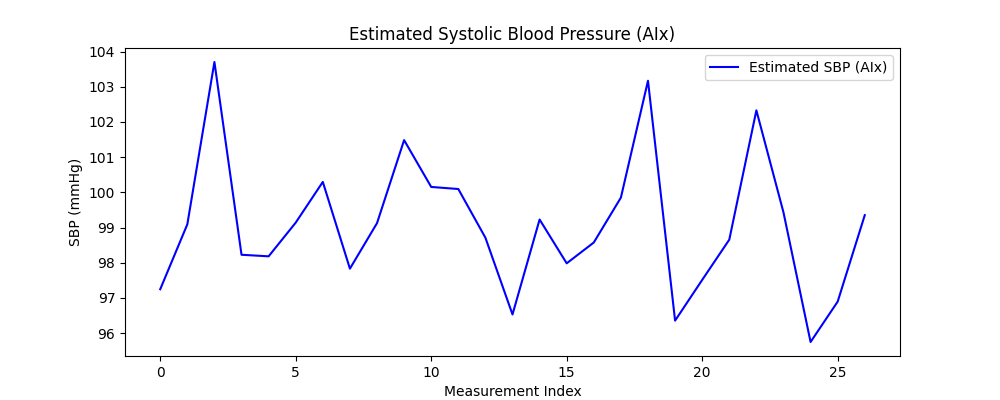 Estimated Systolic Blood Pressure (AIx)
Estimated SBP (AIx)
SBP (mmHg)
104
103
102
101
100
99
98
97
96
0 5 10 15 20 25
Measurement Index